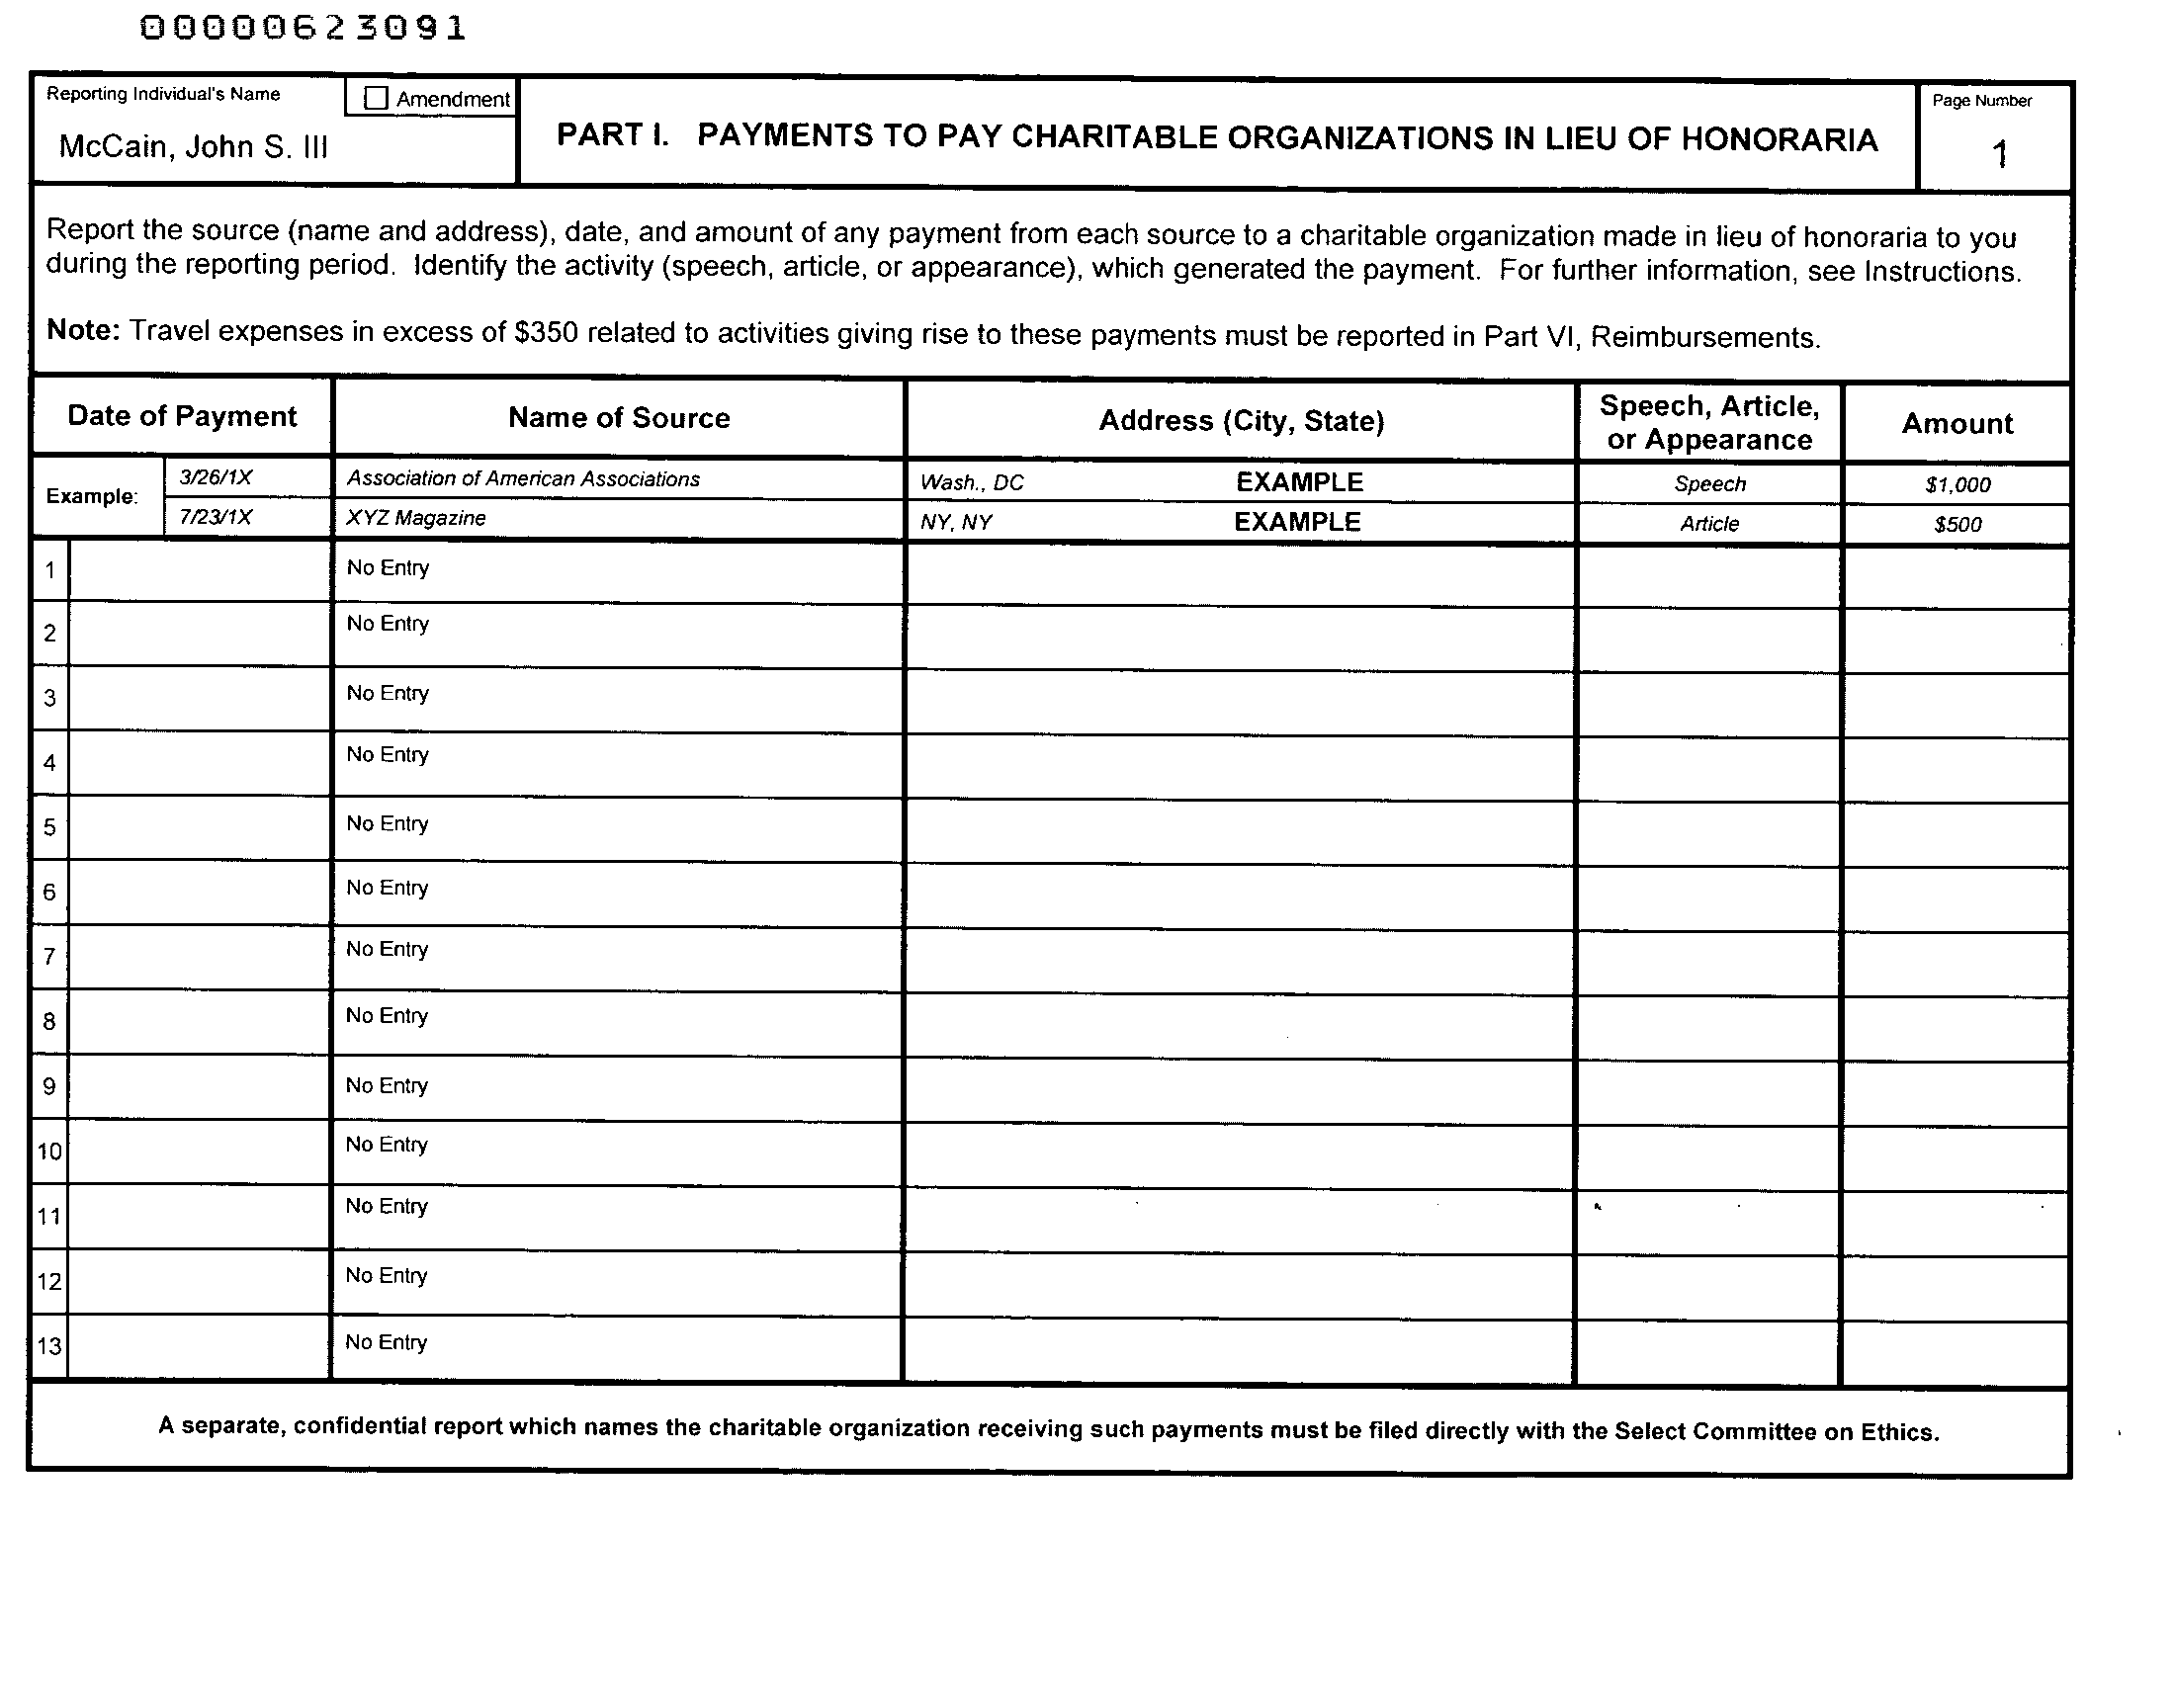 00000623091
Reporting Individual's Name
Amendment
McCain, John S. III
PART I. PAYMENTS TO PAY CHARITABLE ORGANIZATIONS IN LIEU OF HONORARIA
Page Number
1
Report the source (name and address), date, and amount of any payment from each source to a charitable organization made in lieu of honoraria to you
during the reporting period. Identify the activity (speech, article, or appearance), which generated the payment. For further information, see Instructions.
Note: Travel expenses in excess of $350 related to activities giving rise to these payments must be reported in Part VI, Reimbursements.
Date of Payment Name of Source Address (City, State) Speech, Article, or Appearance Amount
Example: 3/26/1X Association of American Associations Wash., DC EXAMPLE Speech $1,000
7/23/1X XYZ Magazine NY, NY EXAMPLE Article $500
1 No Entry
2 No Entry
3 No Entry
4 No Entry
5 No Entry
6 No Entry
7 No Entry
8 No Entry
9 No Entry
10 No Entry
11 No Entry
12 No Entry
13 No Entry
A separate, confidential report which names the charitable organization receiving such payments must be filed directly with the Select Committee on Ethics.